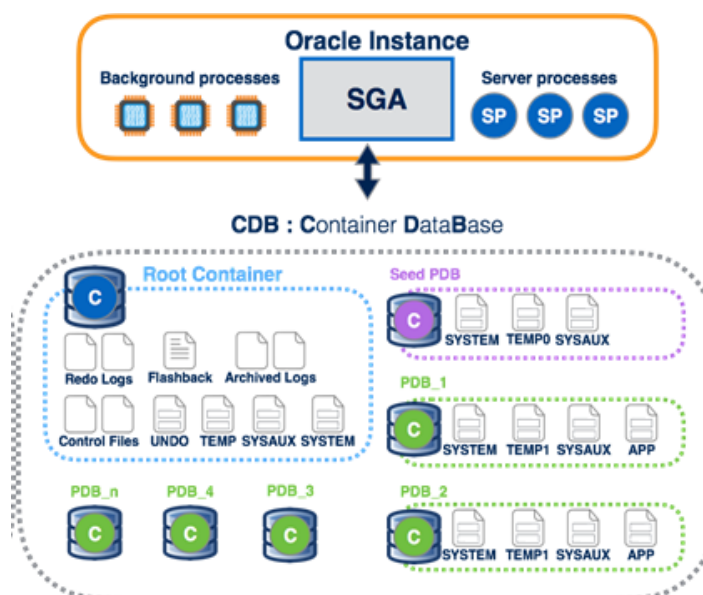 Oracle Instance
Background processes
SGA
Server processes
SP SP SP
CDB : Container DataBase
C
Root Container
Redo Logs
Flashback
Archived Logs
Control Files
UNDO
TEMP
SYSAUX
SYSTEM
Seed PDB
C
SYSTEM
TEMP0
SYSAUX
PDB_1
C
SYSTEM
TEMP1
SYSAUX
APP
PDB_n
C
PDB_4
C
PDB_3
C
PDB_2
C
SYSTEM
TEMP1
SYSAUX
APP